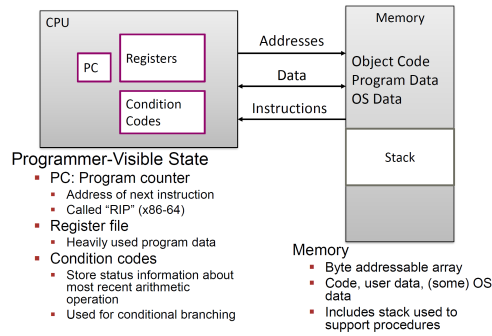 CPU
PC
Registers
Condition
Codes
Addresses
Data
Instructions
Memory
Object Code
Program Data
OS Data
Stack
Programmer-Visible State
PC: Program counter
Address of next instruction
Called “RIP” (x86-64)
Register file
Heavily used program data
Condition codes
Store status information about
most recent arithmetic
operation
Used for conditional branching
Memory
Byte addressable array
Code, user data, (some) OS
data
Includes stack used to
support procedures